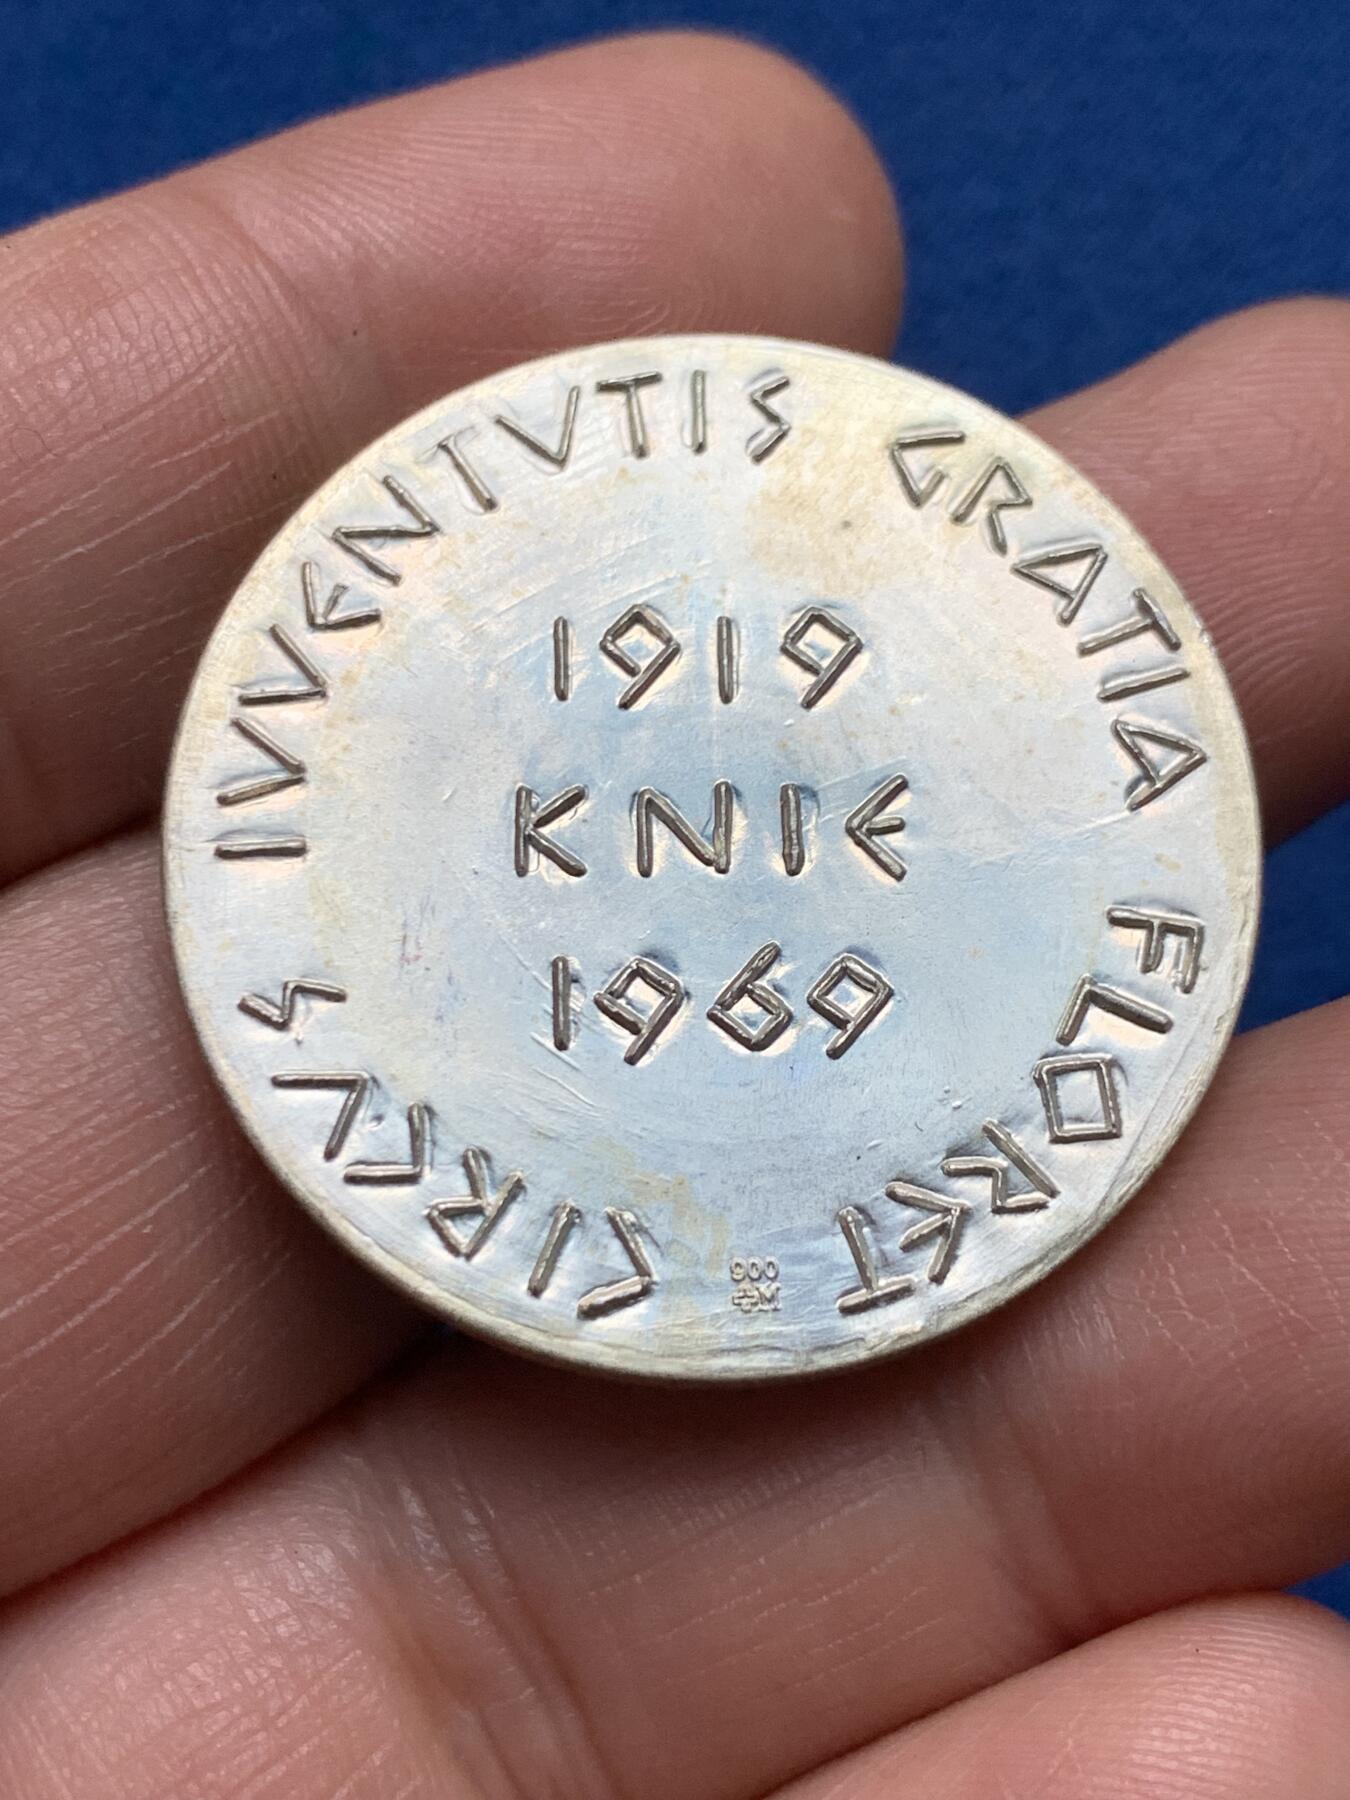 CIRCVS IVVENTVTIS GRATIA FLORET
1919
KNIE
1969
900
M